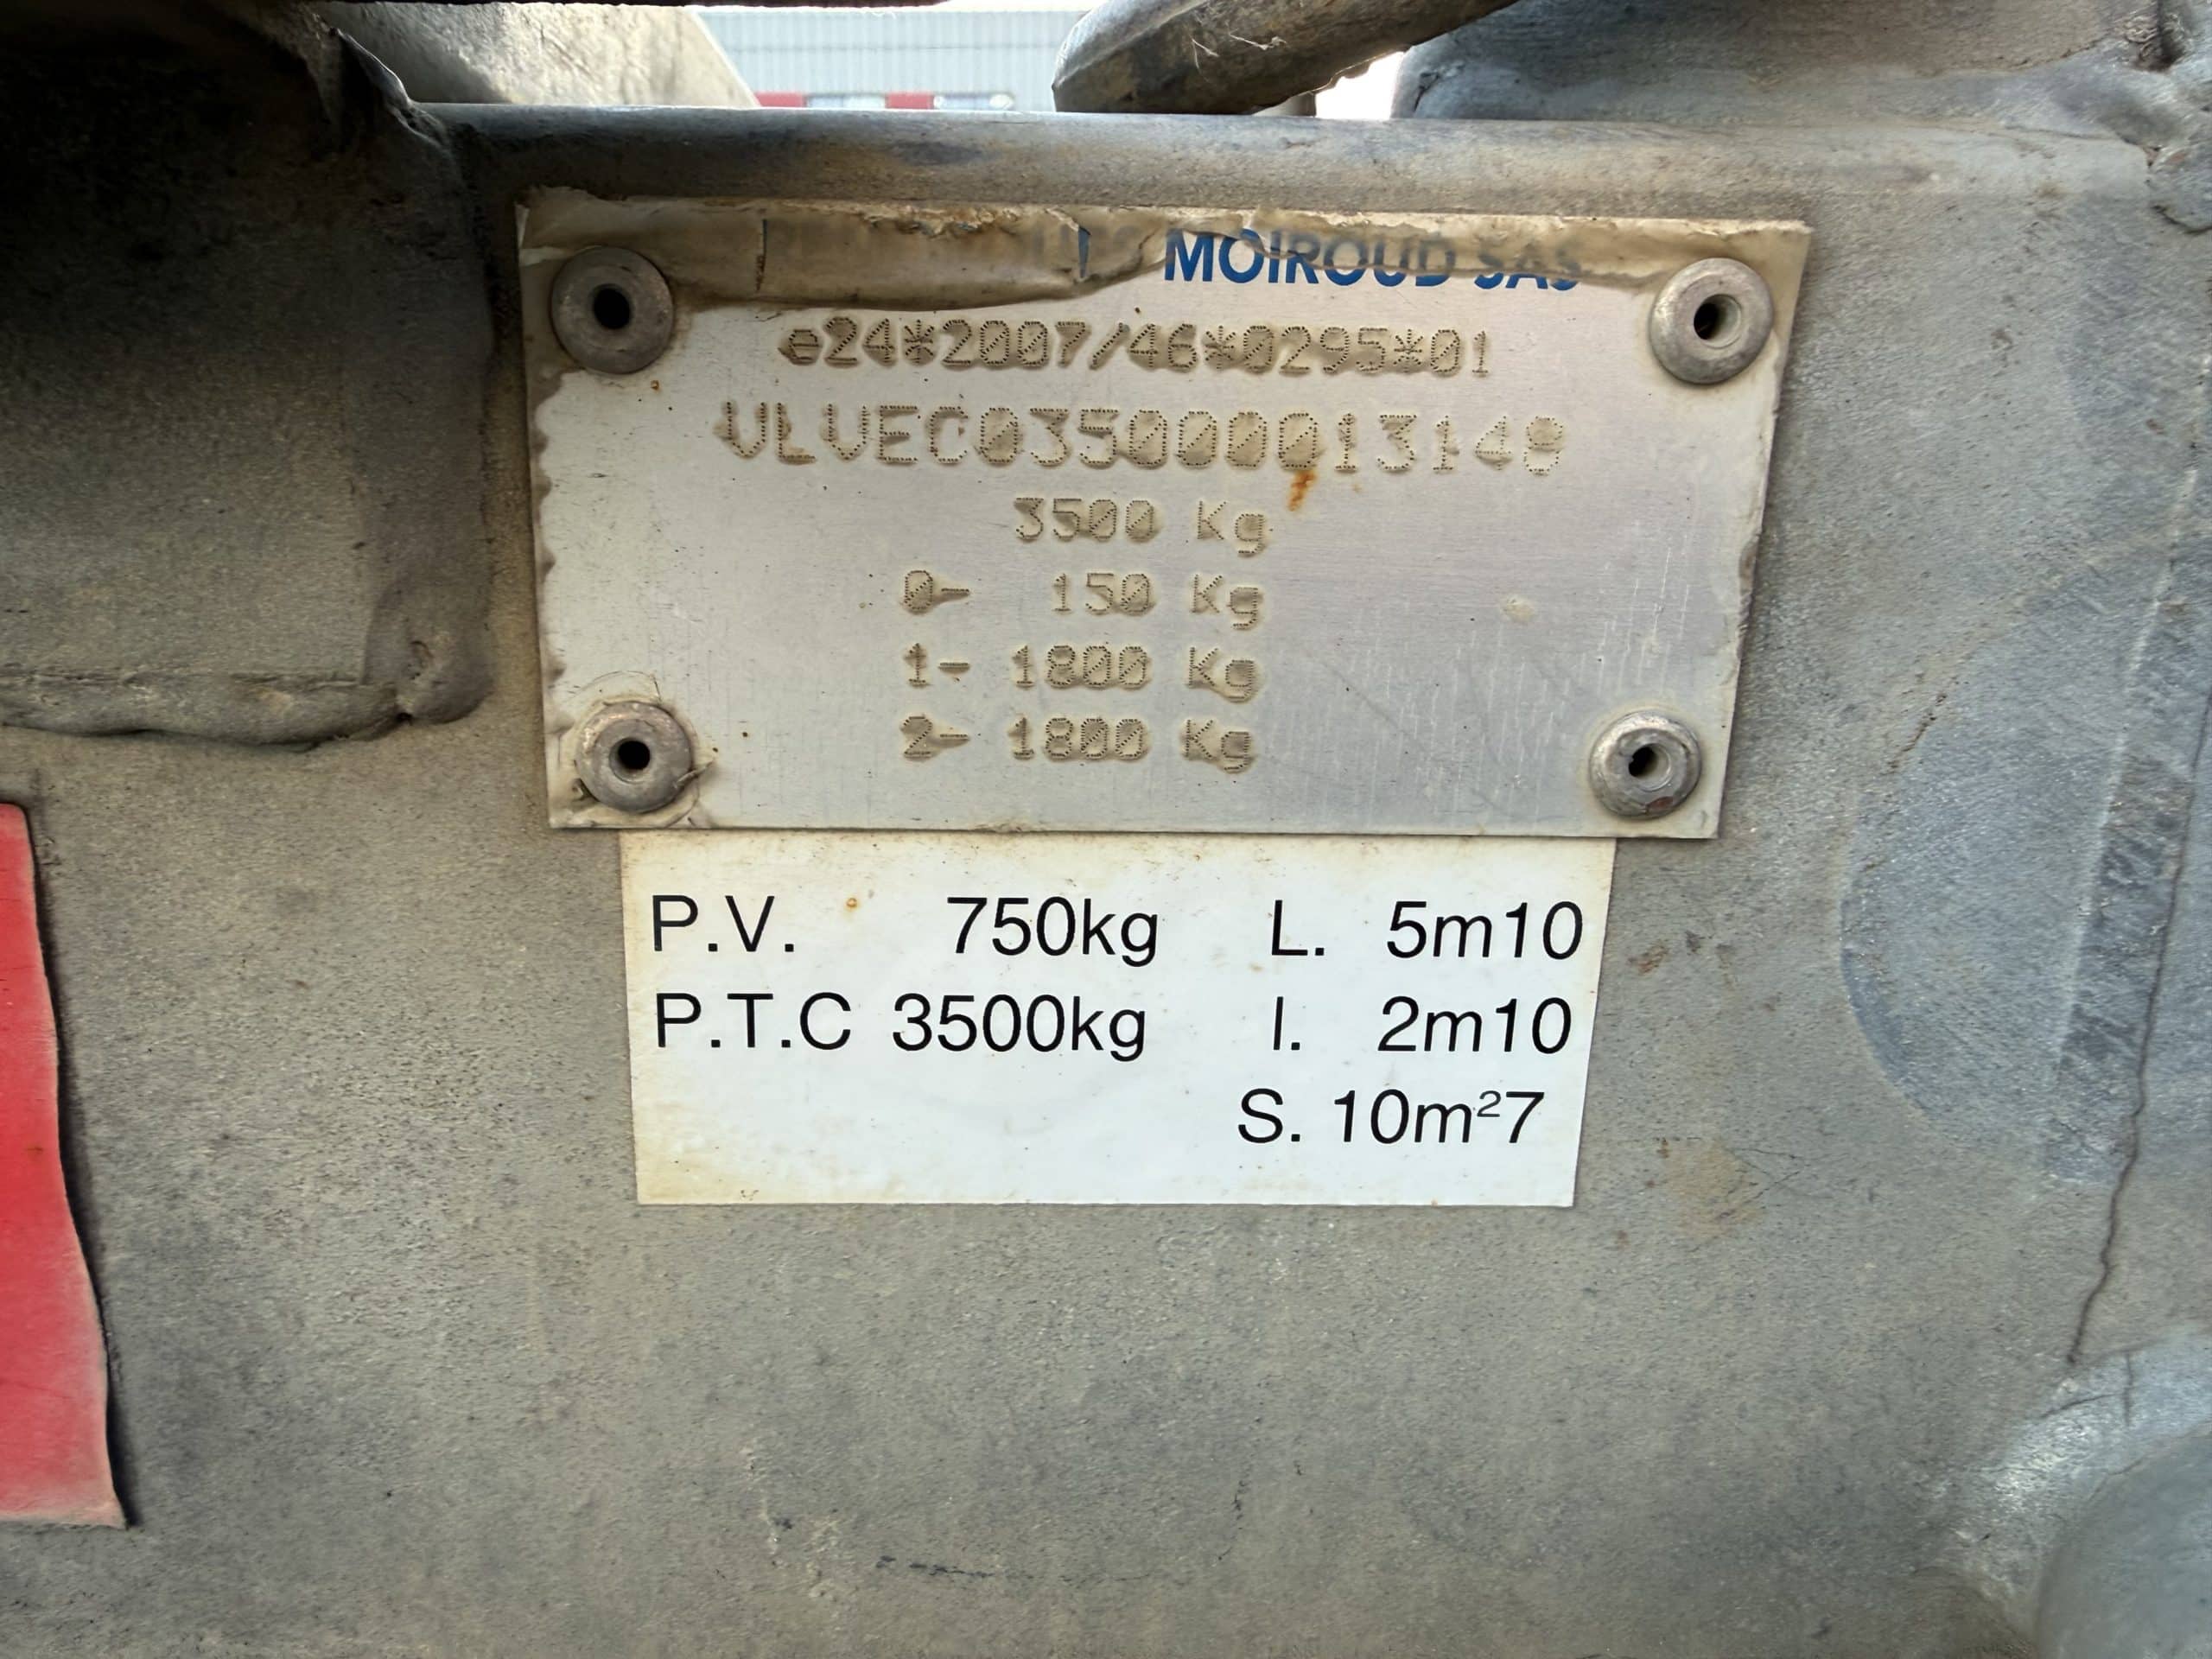 MOIROUD SAS
e24*2007/46*0295*01
VLVEC035000013148
3500 Kg
0- 150 Kg
1- 1800 Kg
2- 1800 Kg
P.V. 750kg L. 5m10
P.T.C 3500kg l. 2m10
S. 10m²7